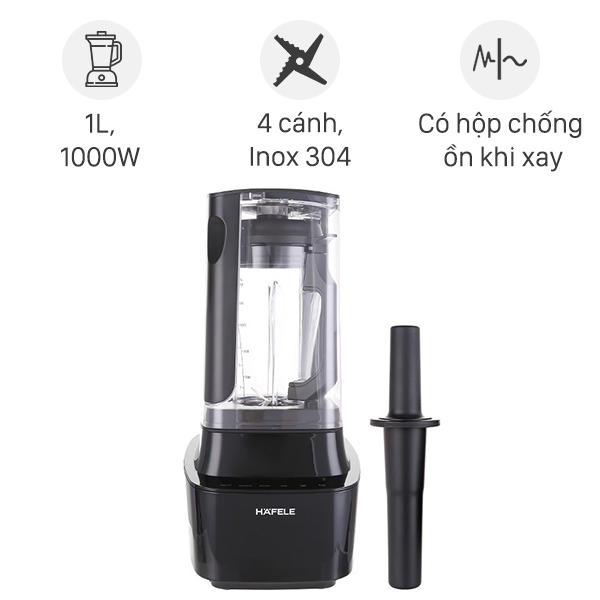 1L,
1000W
4 cánh,
Inox 304
Có hộp chống
ồn khi xay
HÄFELE